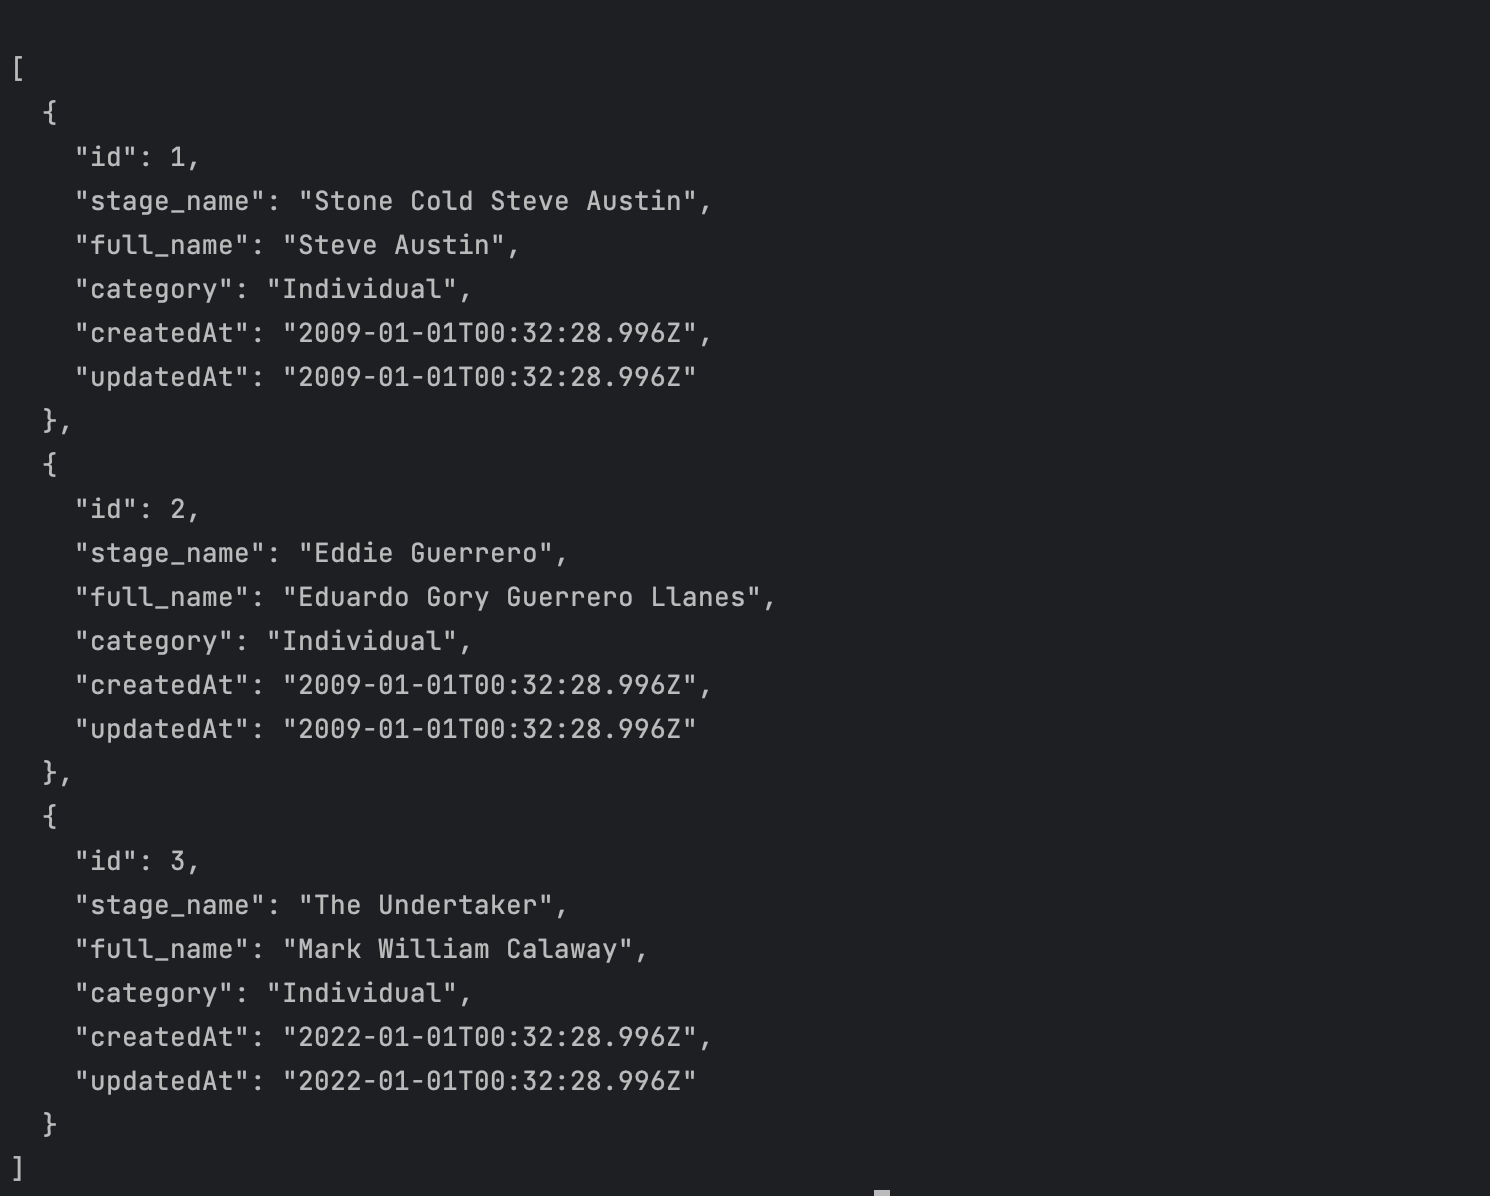 [
  {
    "id": 1,
    "stage_name": "Stone Cold Steve Austin",
    "full_name": "Steve Austin",
    "category": "Individual",
    "createdAt": "2009-01-01T00:32:28.996Z",
    "updatedAt": "2009-01-01T00:32:28.996Z"
  },
  {
    "id": 2,
    "stage_name": "Eddie Guerrero",
    "full_name": "Eduardo Gory Guerrero Llanes",
    "category": "Individual",
    "createdAt": "2009-01-01T00:32:28.996Z",
    "updatedAt": "2009-01-01T00:32:28.996Z"
  },
  {
    "id": 3,
    "stage_name": "The Undertaker",
    "full_name": "Mark William Calaway",
    "category": "Individual",
    "createdAt": "2022-01-01T00:32:28.996Z",
    "updatedAt": "2022-01-01T00:32:28.996Z"
  }
]